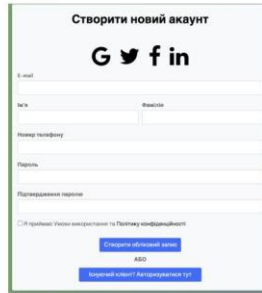 Створити новий акаунт
E-mail
Ім'я Фамілія
Номер телефону
Пароль
Підтвердження паролю
Я приймаю Умови використання та Політику конфіденційності
Створити обліковий запис
АБО
Існуючий клієнт? Авторизуватися тут